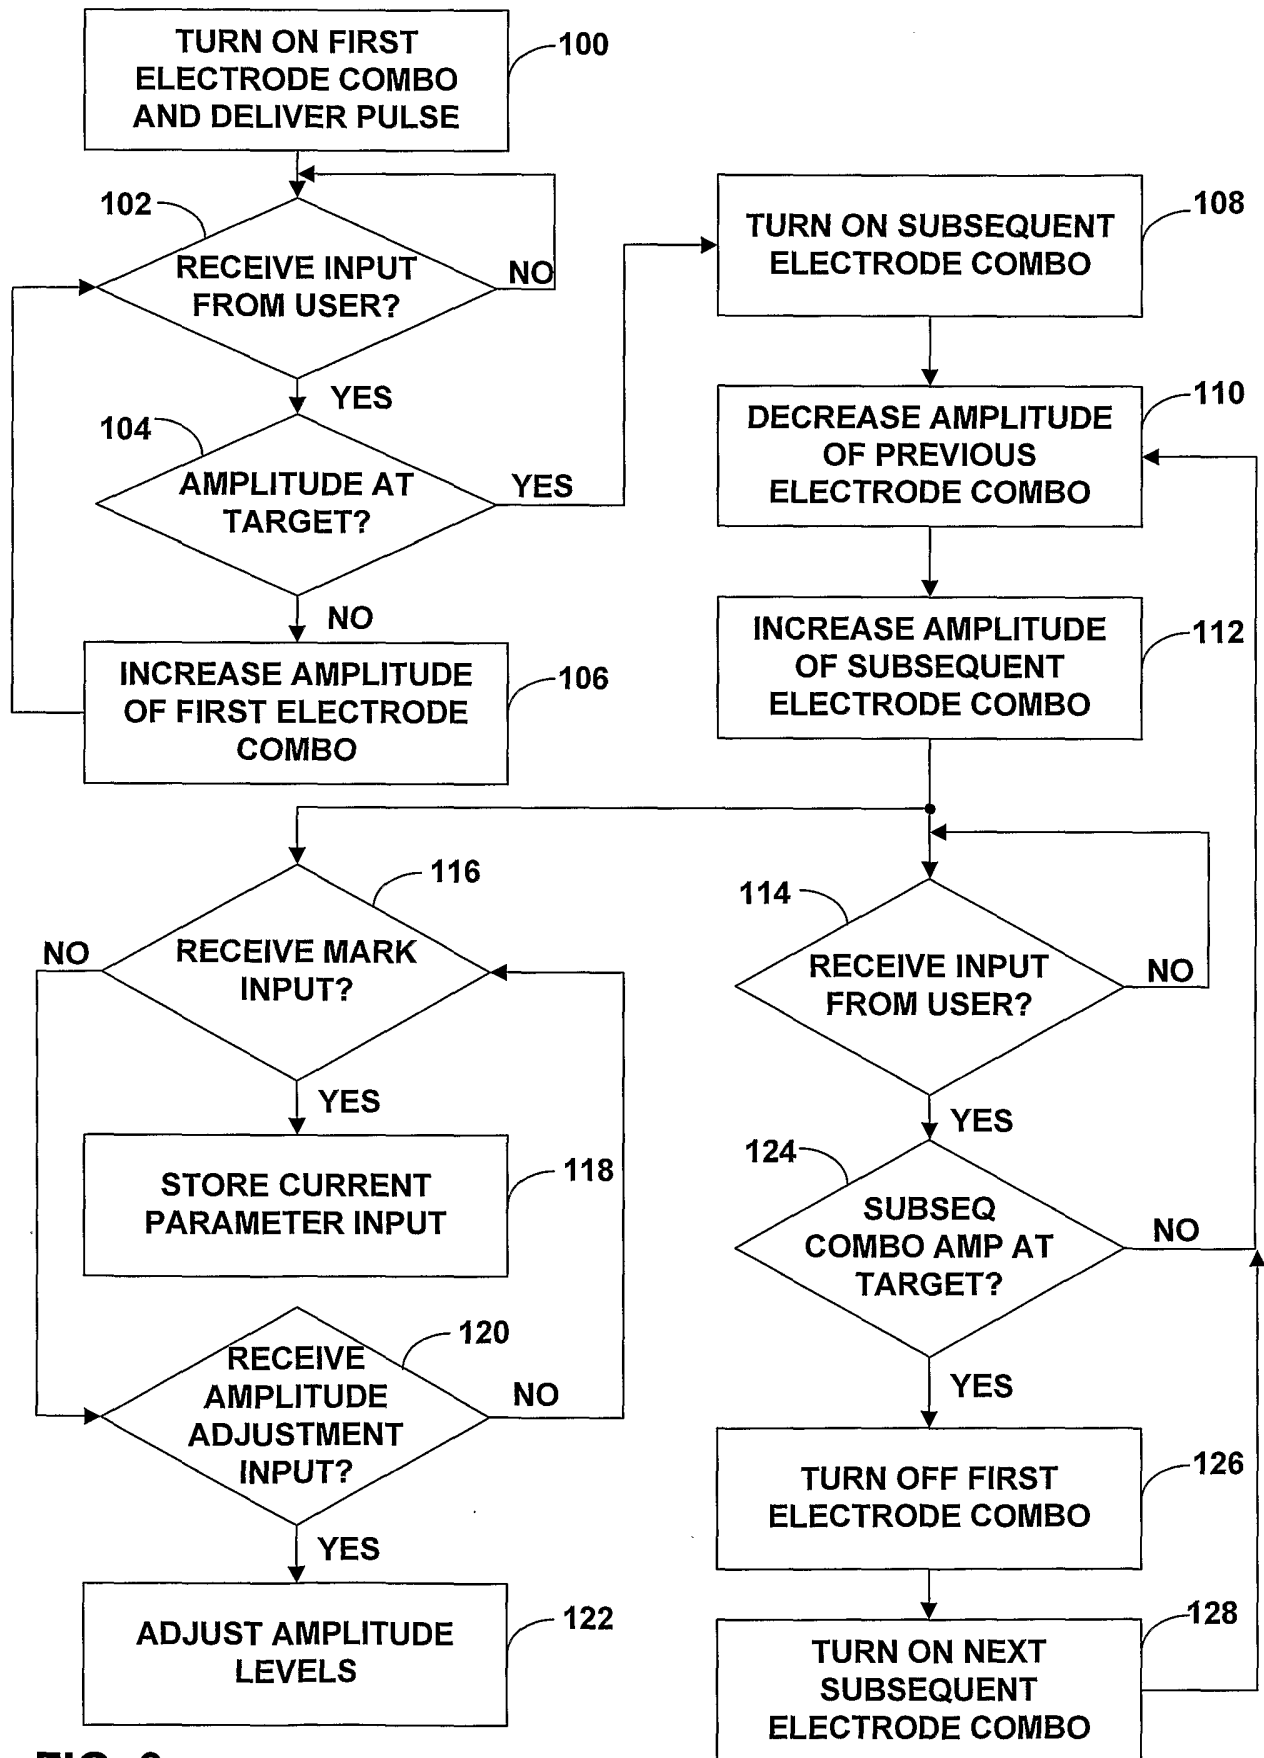 TURN ON FIRST
ELECTRODE COMBO
AND DELIVER PULSE
100
102
RECEIVE INPUT
FROM USER?
NO
YES
104
AMPLITUDE AT
TARGET?
YES
NO
INCREASE AMPLITUDE
OF FIRST ELECTRODE
COMBO
106
TURN ON SUBSEQUENT
ELECTRODE COMBO
108
DECREASE AMPLITUDE
OF PREVIOUS
ELECTRODE COMBO
110
INCREASE AMPLITUDE
OF SUBSEQUENT
ELECTRODE COMBO
112
116
RECEIVE MARK
INPUT?
NO
YES
STORE CURRENT
PARAMETER INPUT
118
120
RECEIVE
AMPLITUDE
ADJUSTMENT
INPUT?
NO
YES
ADJUST AMPLITUDE
LEVELS
122
114
RECEIVE INPUT
FROM USER?
NO
YES
124
SUBSEQ
COMBO AMP AT
TARGET?
NO
YES
TURN OFF FIRST
ELECTRODE COMBO
126
TURN ON NEXT
SUBSEQUENT
ELECTRODE COMBO
128